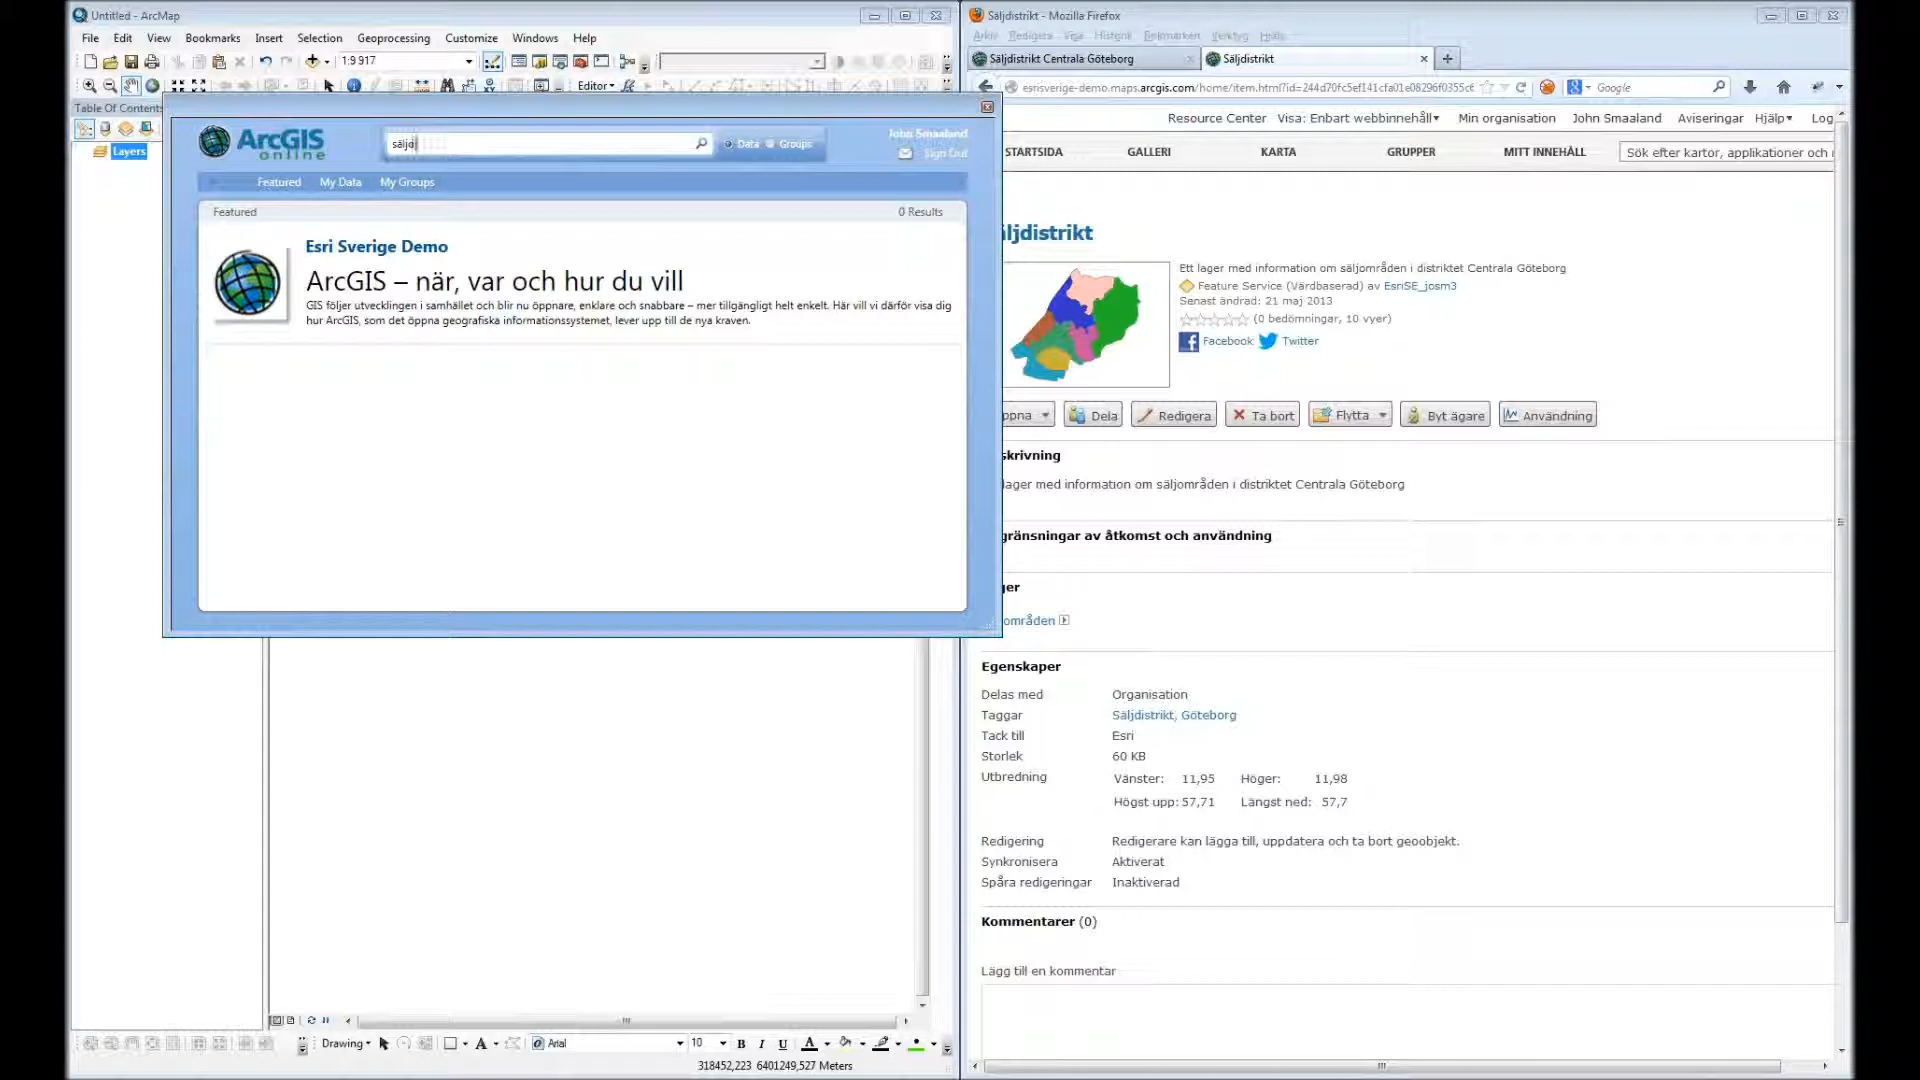 Untitled - ArcMap
File Edit View Bookmarks Insert Selection Geoprocessing Customize Windows Help
1:9 917
Editor
Table Of Contents
Layers
ArcGIS
online
säljd
Data Groups
John Smaaland
Sign Out
Featured My Data My Groups
Featured
0 Results
Esri Sverige Demo
ArcGIS – när, var och hur du vill
GIS följer utvecklingen i samhället och blir nu öppnare, enklare och snabbare – mer tillgängligt helt enkelt. Här vill vi därför visa dig
hur ArcGIS, som det öppna geografiska informationssystemet, lever upp till de nya kraven.
Drawing
Arial
10
B I U A
318452,223 6401249,527 Meters
Säljdistrikt - Mozilla Firefox
Arkiv Redigera Visa Historik Bokmärken Verktyg Hjälp
Säljdistrikt Centrala Göteborg
Säljdistrikt
esrisverige-demo.maps.arcgis.com/home/item.html?id=244d70fc5ef141cfa01e08296f0355c6
Google
Resource Center Visa: Enbart webbinnehåll Min organisation John Smaaland Aviseringar Hjälp Log
STARTSIDA GALLERI KARTA GRUPPER MITT INNEHÅLL
Sök efter kartor, applikationer och
äljdistrikt
Ett lager med information om säljområden i distriktet Centrala Göteborg
Feature Service (Värdbaserad) av EsriSE_josm3
Senast ändrad: 21 maj 2013
(0 bedömningar, 10 vyer)
Facebook Twitter
ppna Dela Redigera Ta bort Flytta Byt ägare Användning
skrivning
lager med information om säljområden i distriktet Centrala Göteborg
gränsningar av åtkomst och användning
ger
områden
Egenskaper
Delas med Organisation
Taggar Säljdistrikt, Göteborg
Tack till Esri
Storlek 60 KB
Utbredning Vänster: 11,95 Höger: 11,98
Högst upp: 57,71 Längst ned: 57,7
Redigering Redigerare kan lägga till, uppdatera och ta bort geoobjekt.
Synkronisera Aktiverat
Spåra redigeringar Inaktiverad
Kommentarer (0)
Lägg till en kommentar